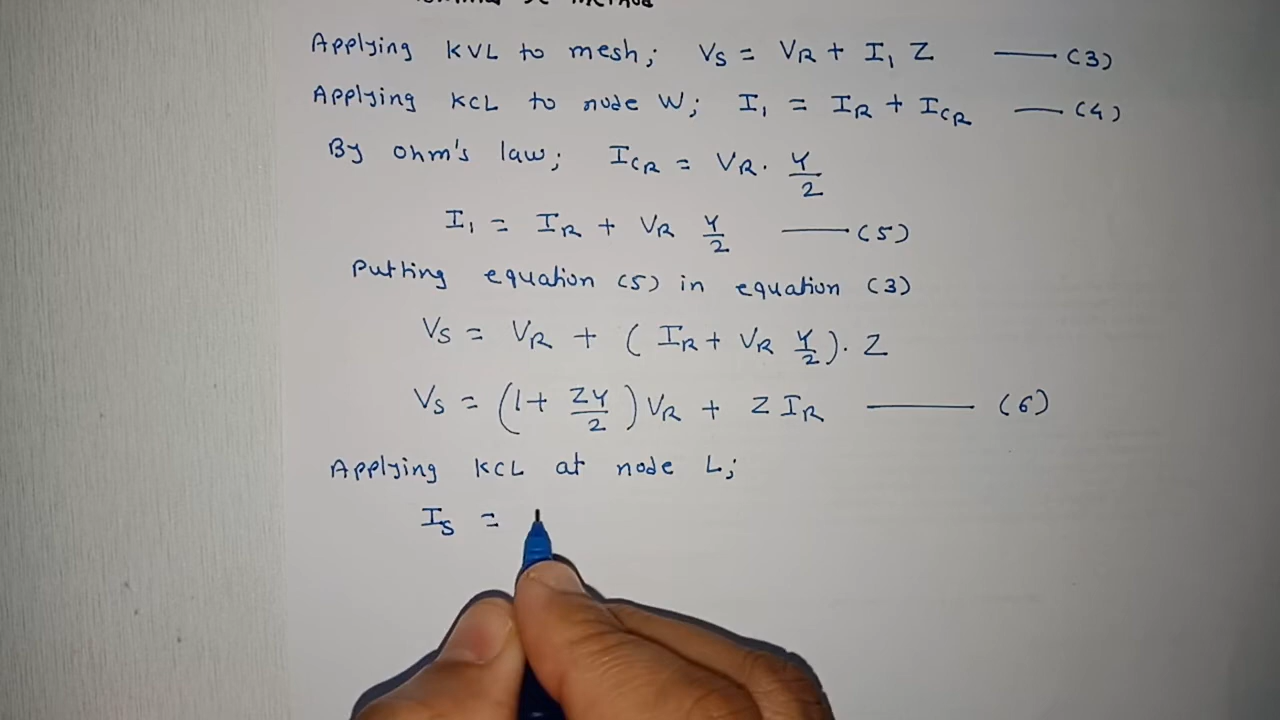 Applying KVL to mesh; VS = VR + I1 Z —— (3)
Applying KCL to node W; I1 = IR + ICR —— (4)
By ohm's law; ICR = VR . Y/2
I1 = IR + VR Y/2 —— (5)
Putting equation (5) in equation (3)
VS = VR + ( IR + VR Y/2 ) . Z
VS = (1 + ZY/2) VR + Z IR —— (6)
Applying KCL at node L;
IS =